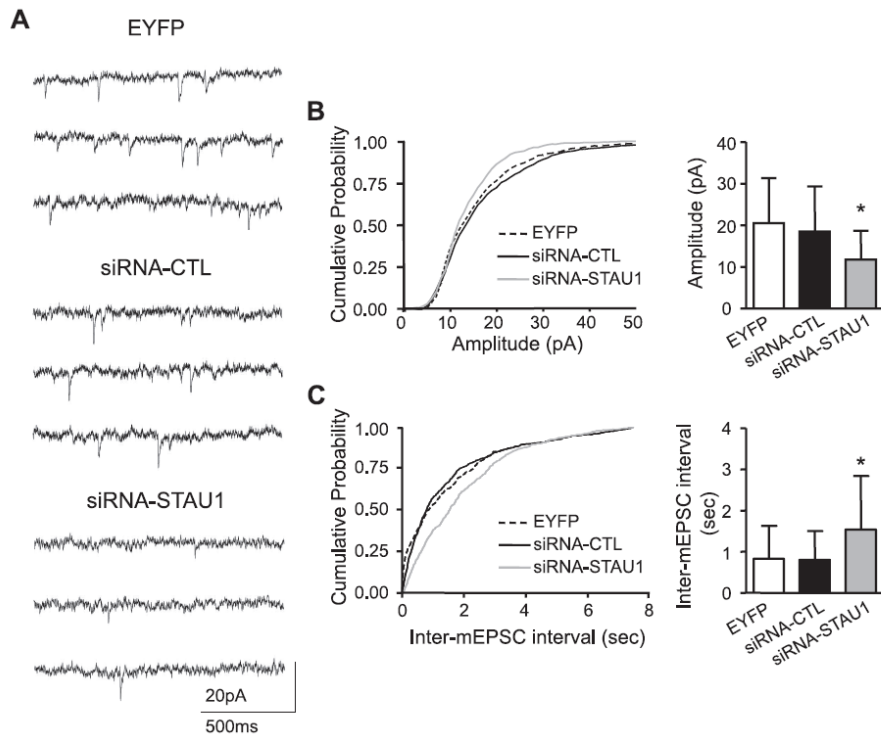 A
EYFP
siRNA-CTL
siRNA-STAU1
20pA
500ms
B
Cumulative Probability
1.00
0.75
0.50
0.25
0.00
0
10
20
30
40
50
Amplitude (pA)
EYFP
siRNA-CTL
siRNA-STAU1
Amplitude (pA)
40
30
20
10
0
*
EYFP
siRNA-CTL
siRNA-STAU1
C
Cumulative Probability
1.00
0.75
0.50
0.25
0.00
0
2
4
6
8
Inter-mEPSC interval (sec)
EYFP
siRNA-CTL
siRNA-STAU1
Inter-mEPSC interval
(sec)
4
3
2
1
0
*
EYFP
siRNA-CTL
siRNA-STAU1